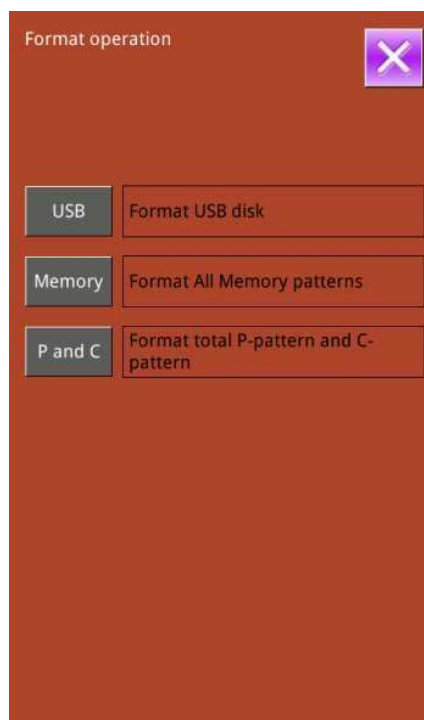 Format operation
USB
Format USB disk
Memory
Format All Memory patterns
P and C
Format total P-pattern and C-
pattern